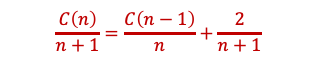 C(n)/(n + 1) = C(n − 1)/n + 2/(n + 1)